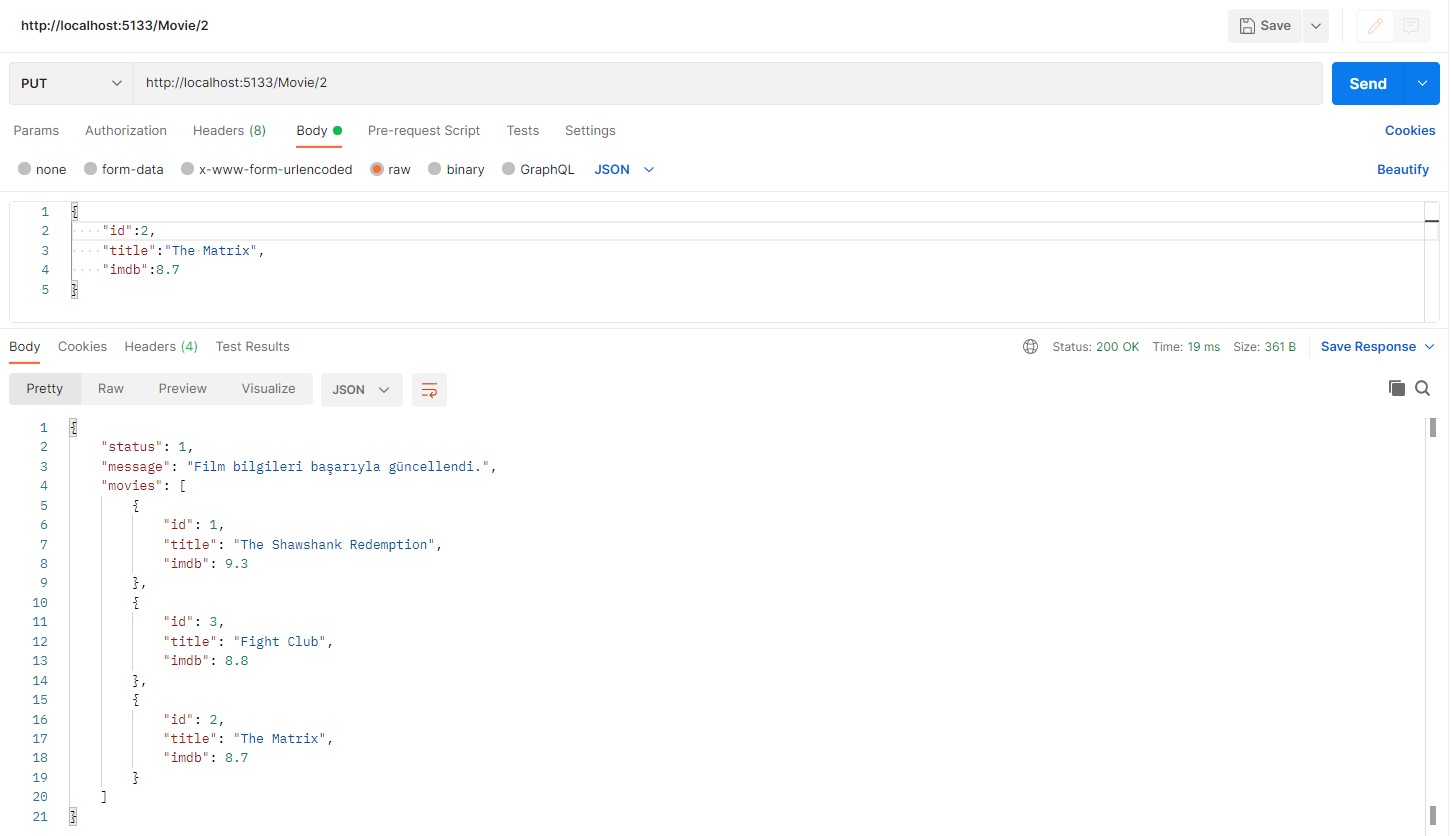 http://localhost:5133/Movie/2 Save
PUT http://localhost:5133/Movie/2 Send
Params Authorization Headers (8) Body Pre-request Script Tests Settings Cookies
none form-data x-www-form-urlencoded raw binary GraphQL JSON Beautify
1 {
2 "id":2,
3 "title":"The Matrix",
4 "imdb":8.7
5 }
Body Cookies Headers (4) Test Results Status: 200 OK Time: 19 ms Size: 361 B Save Response
Pretty Raw Preview Visualize JSON
1 {
2 "status": 1,
3 "message": "Film bilgileri başarıyla güncellendi.",
4 "movies": [
5 {
6 "id": 1,
7 "title": "The Shawshank Redemption",
8 "imdb": 9.3
9 },
10 {
11 "id": 3,
12 "title": "Fight Club",
13 "imdb": 8.8
14 },
15 {
16 "id": 2,
17 "title": "The Matrix",
18 "imdb": 8.7
19 }
20 ]
21 }